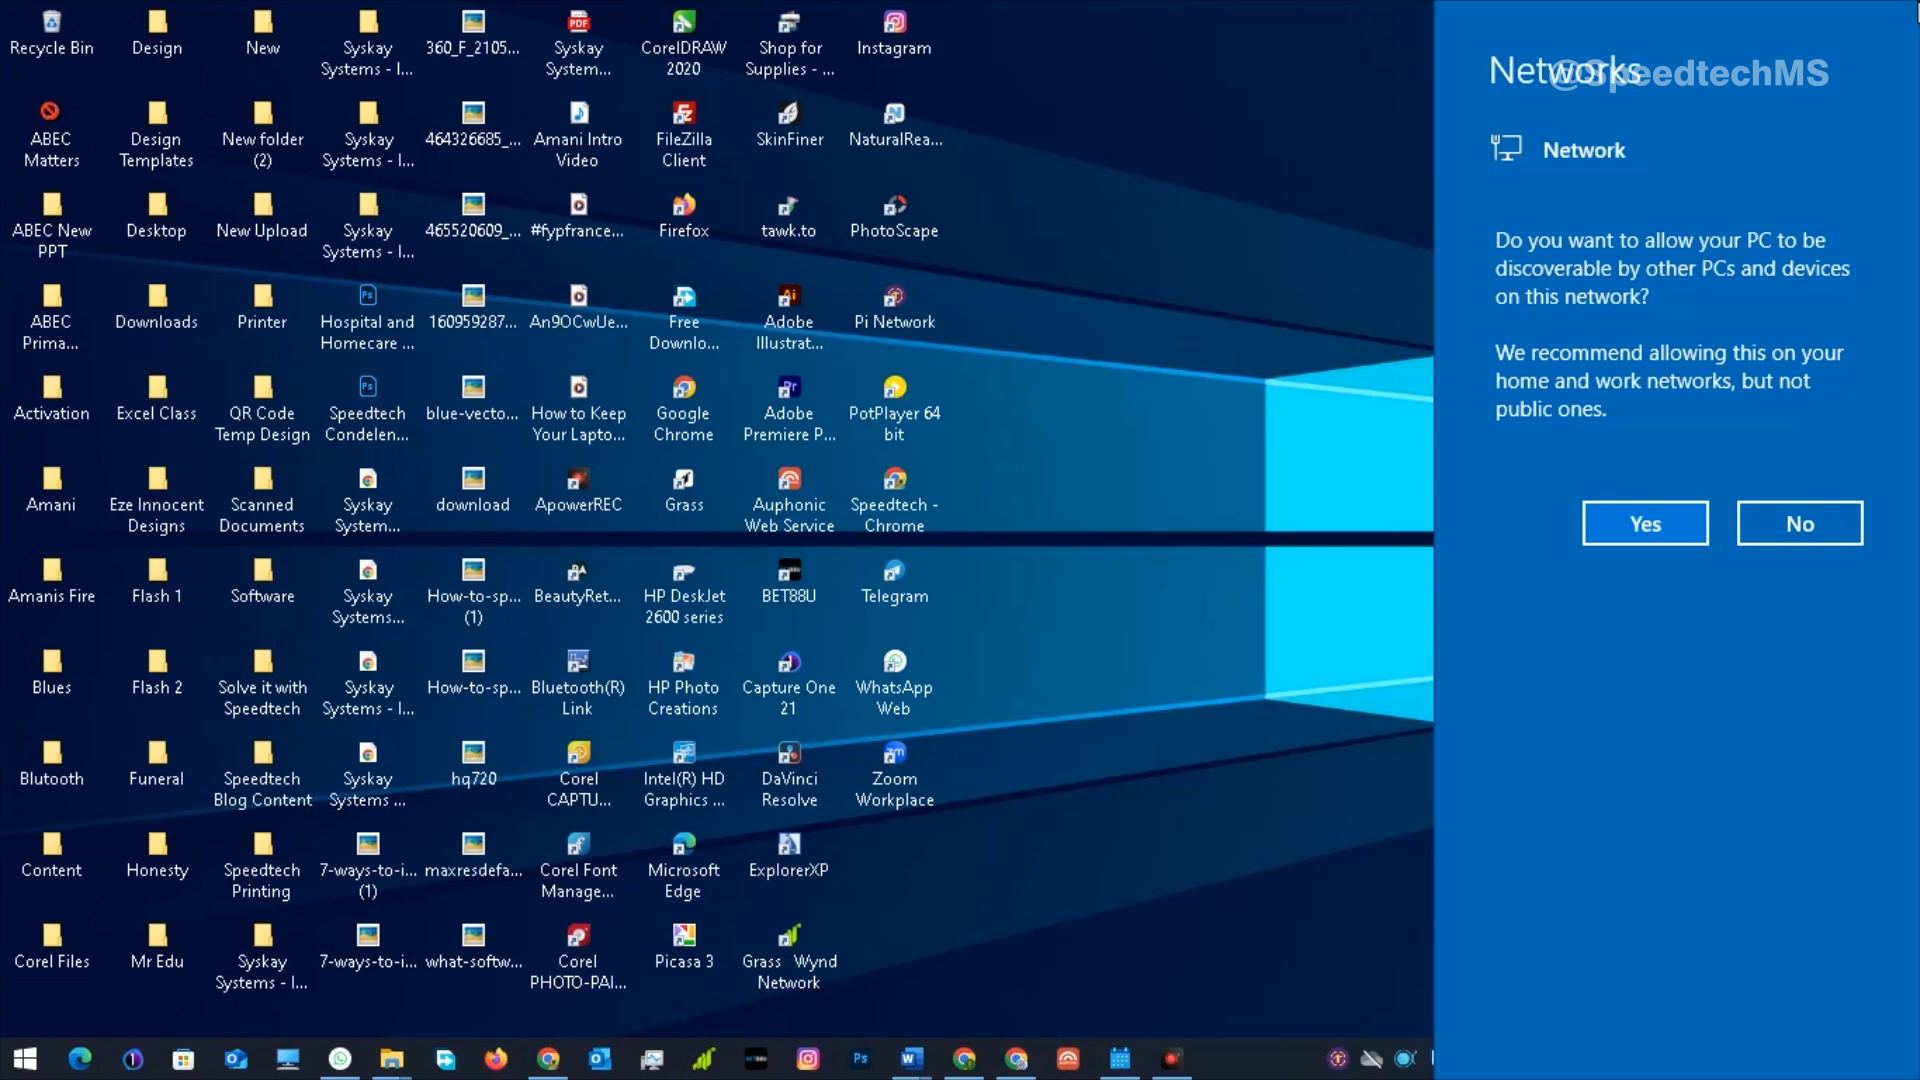 Recycle Bin
Design
New
Syskay
Systems - I...
360_F_2105...
Syskay
System...
CorelDRAW
2020
Shop for
Supplies - ...
Instagram
ABEC
Matters
Design
Templates
New folder
(2)
Syskay
Systems - I...
464326685_...
Amani Intro
Video
FileZilla
Client
SkinFiner
NaturalRea...
ABEC New
PPT
Desktop
New Upload
Syskay
Systems - I...
465520609_...
#fypfrance...
Firefox
tawk.to
PhotoScape
ABEC
Prima...
Downloads
Printer
Hospital and
Homecare ...
160959287...
An9OCwUe...
Free
Downlo...
Adobe
Illustrat...
Pi Network
Activation
Excel Class
QR Code
Temp Design
Speedtech
Condelen...
blue-vecto...
How to Keep
Your Lapto...
Google
Chrome
Adobe
Premiere P...
PotPlayer 64
bit
Amani
Eze Innocent
Designs
Scanned
Documents
Syskay
System...
download
ApowerREC
Grass
Auphonic
Web Service
Speedtech -
Chrome
Amanis Fire
Flash 1
Software
Syskay
Systems...
How-to-sp...
(1)
BeautyRet...
HP DeskJet
2600 series
BET88U
Telegram
Blues
Flash 2
Solve it with
Speedtech
Syskay
Systems - I...
How-to-sp...
Bluetooth(R)
Link
HP Photo
Creations
Capture One
21
WhatsApp
Web
Blutooth
Funeral
Speedtech
Blog Content
Syskay
Systems ...
hq720
Corel
CAPTU...
Intel(R) HD
Graphics ...
DaVinci
Resolve
Zoom
Workplace
Content
Honesty
Speedtech
Printing
7-ways-to-i...
(1)
maxresdefa...
Corel Font
Manage...
Microsoft
Edge
ExplorerXP
Corel Files
Mr Edu
Syskay
Systems - I...
7-ways-to-i...
what-softw...
Corel
PHOTO-PAI...
Picasa 3
Grass Wynd
Network
Networks
@SpeedtechMS
Network
Do you want to allow your PC to be
discoverable by other PCs and devices
on this network?
We recommend allowing this on your
home and work networks, but not
public ones.
Yes
No